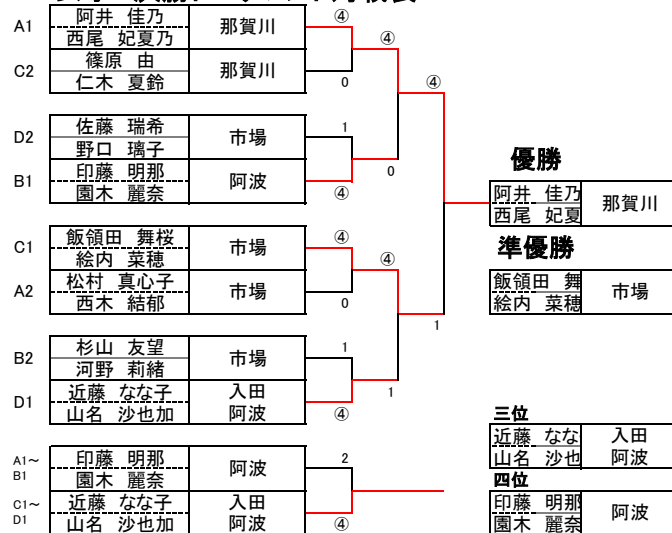 A1 阿井 佳乃 那賀川 ④
西尾 妃夏乃 ④
C2 篠原 由 那賀川
仁木 夏鈴 0 ④
D2 佐藤 瑞希 市場 1
野口 璃子
B1 印藤 明那 阿波 0
園木 麗奈 ④
優勝
阿井 佳乃 那賀川
西尾 妃夏
C1 飯領田 舞桜 市場 ④
絵内 菜穂 ④
A2 松村 真心子 市場
西木 結郁 0
1
準優勝
飯領田 舞 市場
絵内 菜穂
B2 杉山 友望 市場 1
河野 莉緒
D1 近藤 なな子 入田 1
山名 沙也加 阿波 ④
三位
近藤 なな 入田
山名 沙也 阿波
A1～ 印藤 明那 阿波 2
B1 園木 麗奈
C1～ 近藤 なな子 入田
D1 山名 沙也加 阿波 ④
四位
印藤 明那 阿波
園木 麗奈